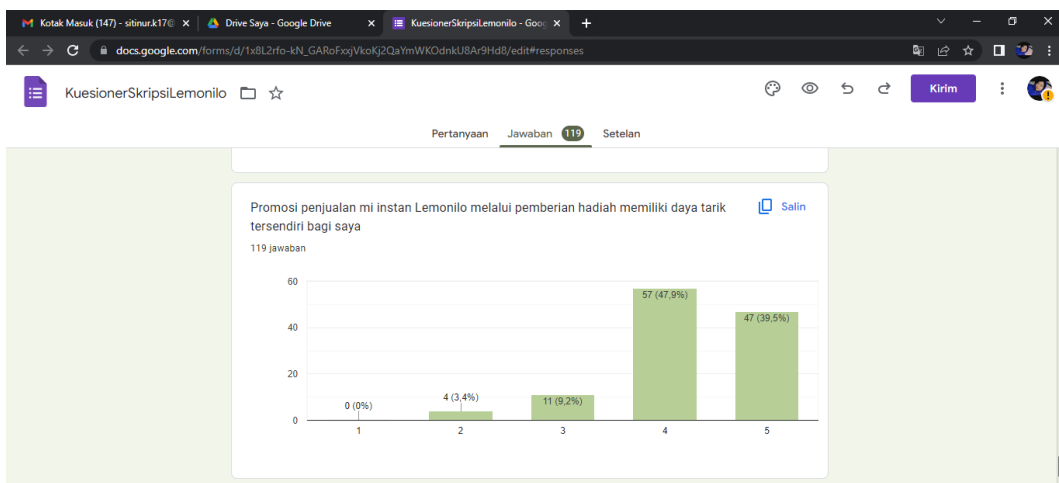 Kotak Masuk (147) - sitinur.k17@
Drive Saya - Google Drive
KuesionerSkripsiLemonilo - Goog
docs.google.com/forms/d/1x8L2rfo-kN_GARoFxxjVkoKj2QaYmWKOdnkU8Ar9Hd8/edit#responses
KuesionerSkripsiLemonilo
Kirim
Pertanyaan Jawaban 119 Setelan
Promosi penjualan mi instan Lemonilo melalui pemberian hadiah memiliki daya tarik
tersendiri bagi saya
Salin
119 jawaban
60
40
20
0
0 (0%)
4 (3,4%)
11 (9,2%)
57 (47,9%)
47 (39,5%)
1 2 3 4 5